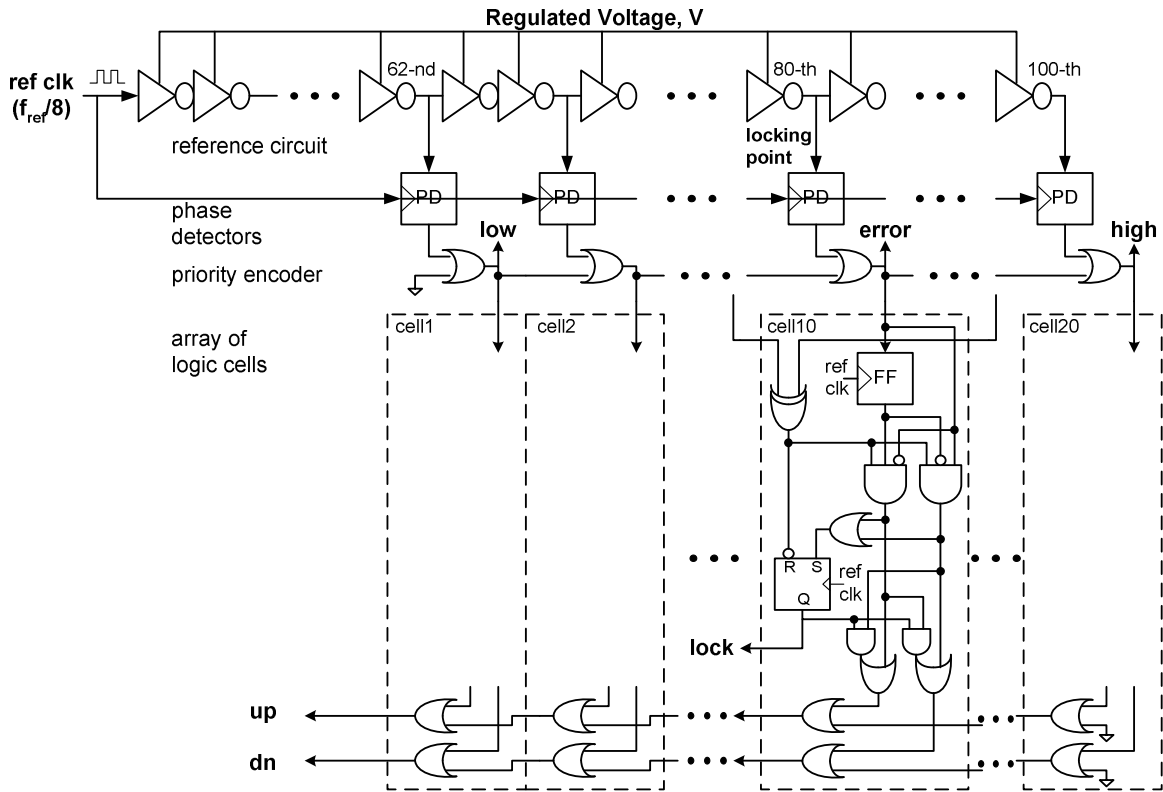 Regulated Voltage, V
ref clk
(fref/8)
62-nd
80-th
100-th
reference circuit
locking
point
PD
PD
PD
PD
phase
detectors
low
error
high
priority encoder
array of
logic cells
cell1
cell2
cell10
cell20
ref
clk
FF
R
S
Q
ref
clk
lock
up
dn